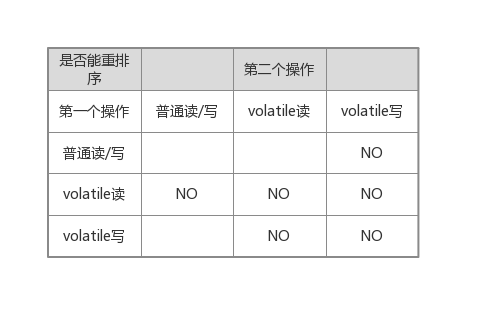 是否能重排
序
第二个操作
第一个操作 普通读/写 volatile读 volatile写
普通读/写 NO
volatile读 NO NO NO
volatile写 NO NO